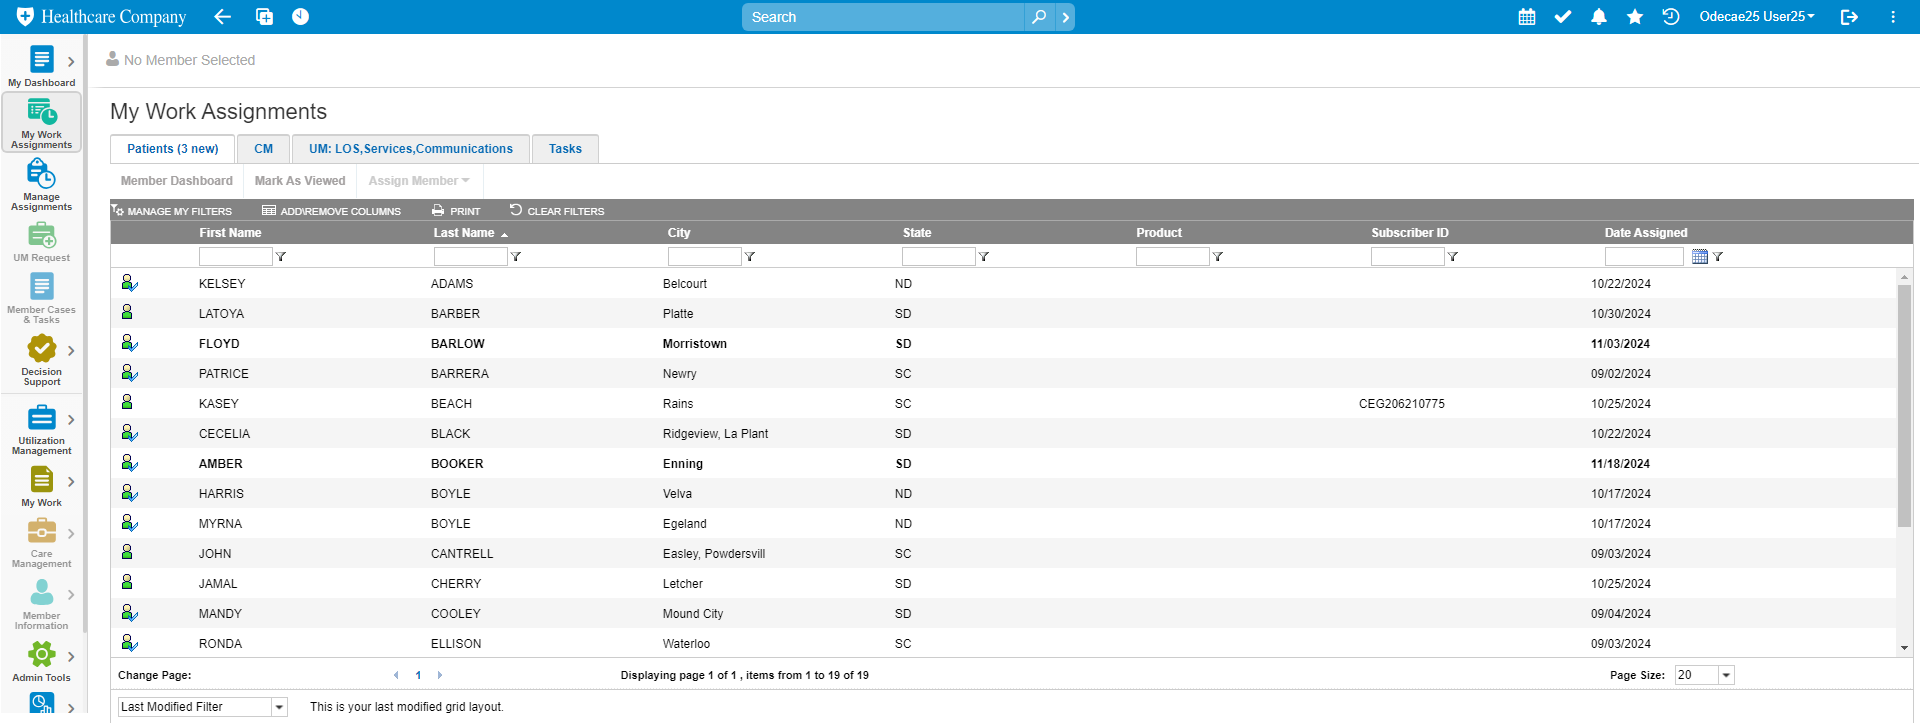 Healthcare Company
Search
Odecae25 User25
My Dashboard
My Work Assignments
Manage Assignments
UM Request
Member Cases & Tasks
Decision Support
Utilization Management
My Work
Care Management
Member Information
Admin Tools
No Member Selected
My Work Assignments
Patients (3 new) CM UM: LOS,Services,Communications Tasks
Member Dashboard Mark As Viewed Assign Member
MANAGE MY FILTERS ADD\REMOVE COLUMNS PRINT CLEAR FILTERS
First Name Last Name City State Product Subscriber ID Date Assigned
KELSEY ADAMS Belcourt ND 10/22/2024
LATOYA BARBER Platte SD 10/30/2024
FLOYD BARLOW Morristown SD 11/03/2024
PATRICE BARRERA Newry SC 09/02/2024
KASEY BEACH Rains SC CEG206210775 10/25/2024
CECELIA BLACK Ridgeview, La Plant SD 10/22/2024
AMBER BOOKER Enning SD 11/18/2024
HARRIS BOYLE Velva ND 10/17/2024
MYRNA BOYLE Egeland ND 10/17/2024
JOHN CANTRELL Easley, Powdersvill SC 09/03/2024
JAMAL CHERRY Letcher SD 10/25/2024
MANDY COOLEY Mound City SD 09/04/2024
RONDA ELLISON Waterloo SC 09/03/2024
Change Page: 1 Displaying page 1 of 1 , items from 1 to 19 of 19 Page Size: 20
Last Modified Filter This is your last modified grid layout.